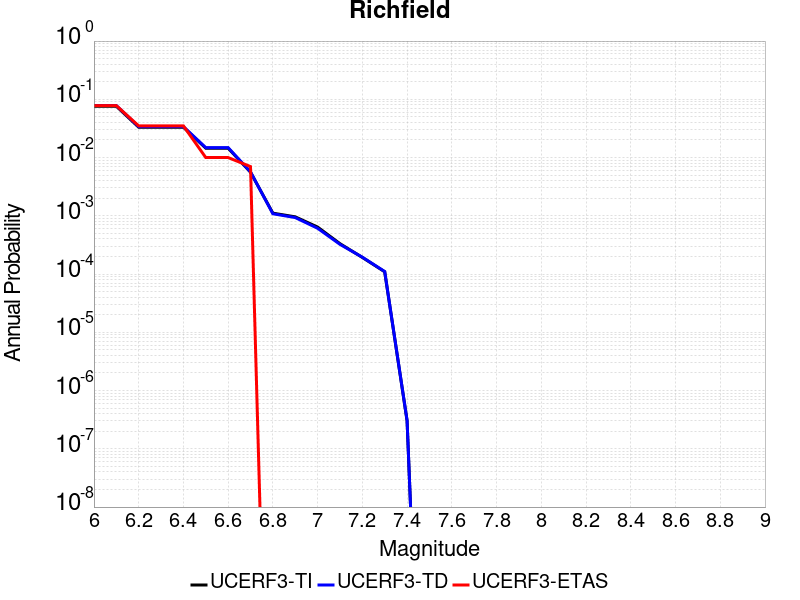 Richfield
10^0
10^-1
10^-2
10^-3
10^-4
10^-5
10^-6
10^-7
10^-8
Annual Probability
6 6.2 6.4 6.6 6.8 7 7.2 7.4 7.6 7.8 8 8.2 8.4 8.6 8.8 9
Magnitude
UCERF3-TI UCERF3-TD UCERF3-ETAS